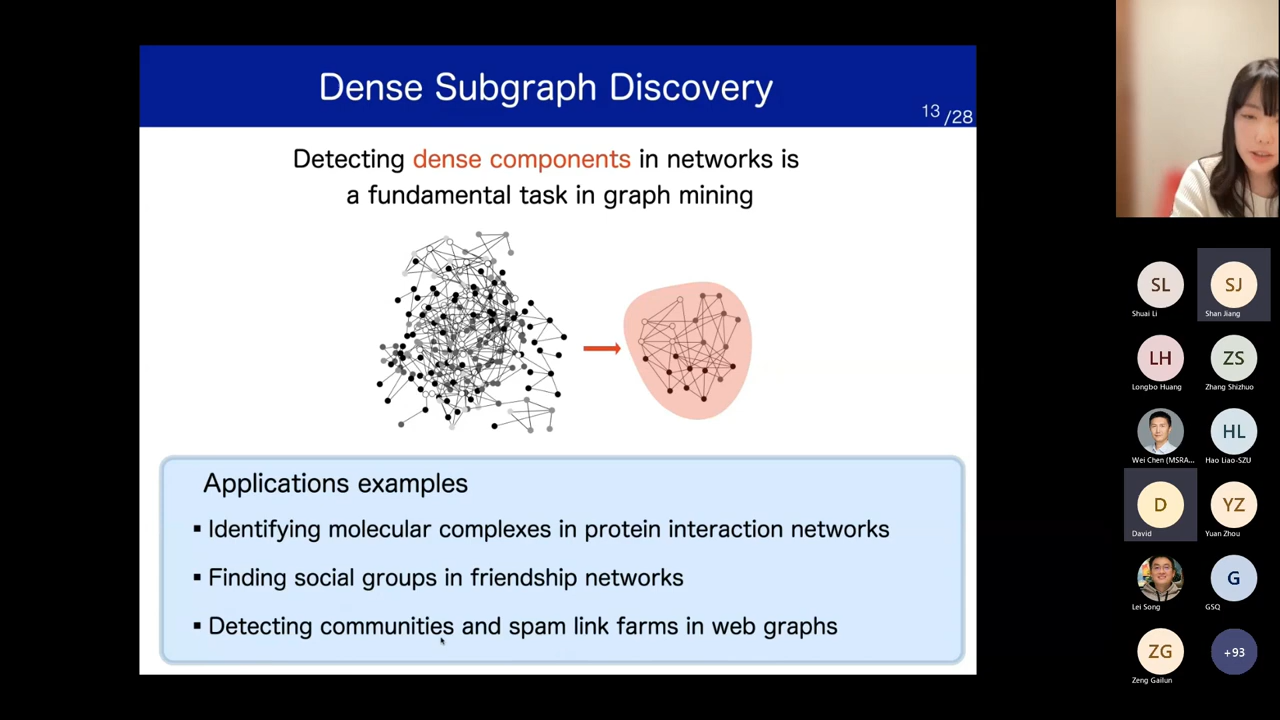 Dense Subgraph Discovery
13/28
Detecting dense components in networks is
a fundamental task in graph mining
Applications examples
▪ Identifying molecular complexes in protein interaction networks
▪ Finding social groups in friendship networks
▪ Detecting communities and spam link farms in web graphs
SL
Shuai Li
SJ
Shan Jiang
LH
Longbo Huang
ZS
Zhang Shizhuo
Wei Chen (MSRA...
HL
Hao Liao-SZU
D
David
YZ
Yuan Zhou
Lei Song
G
GSQ
ZG
Zeng Gailun
+93